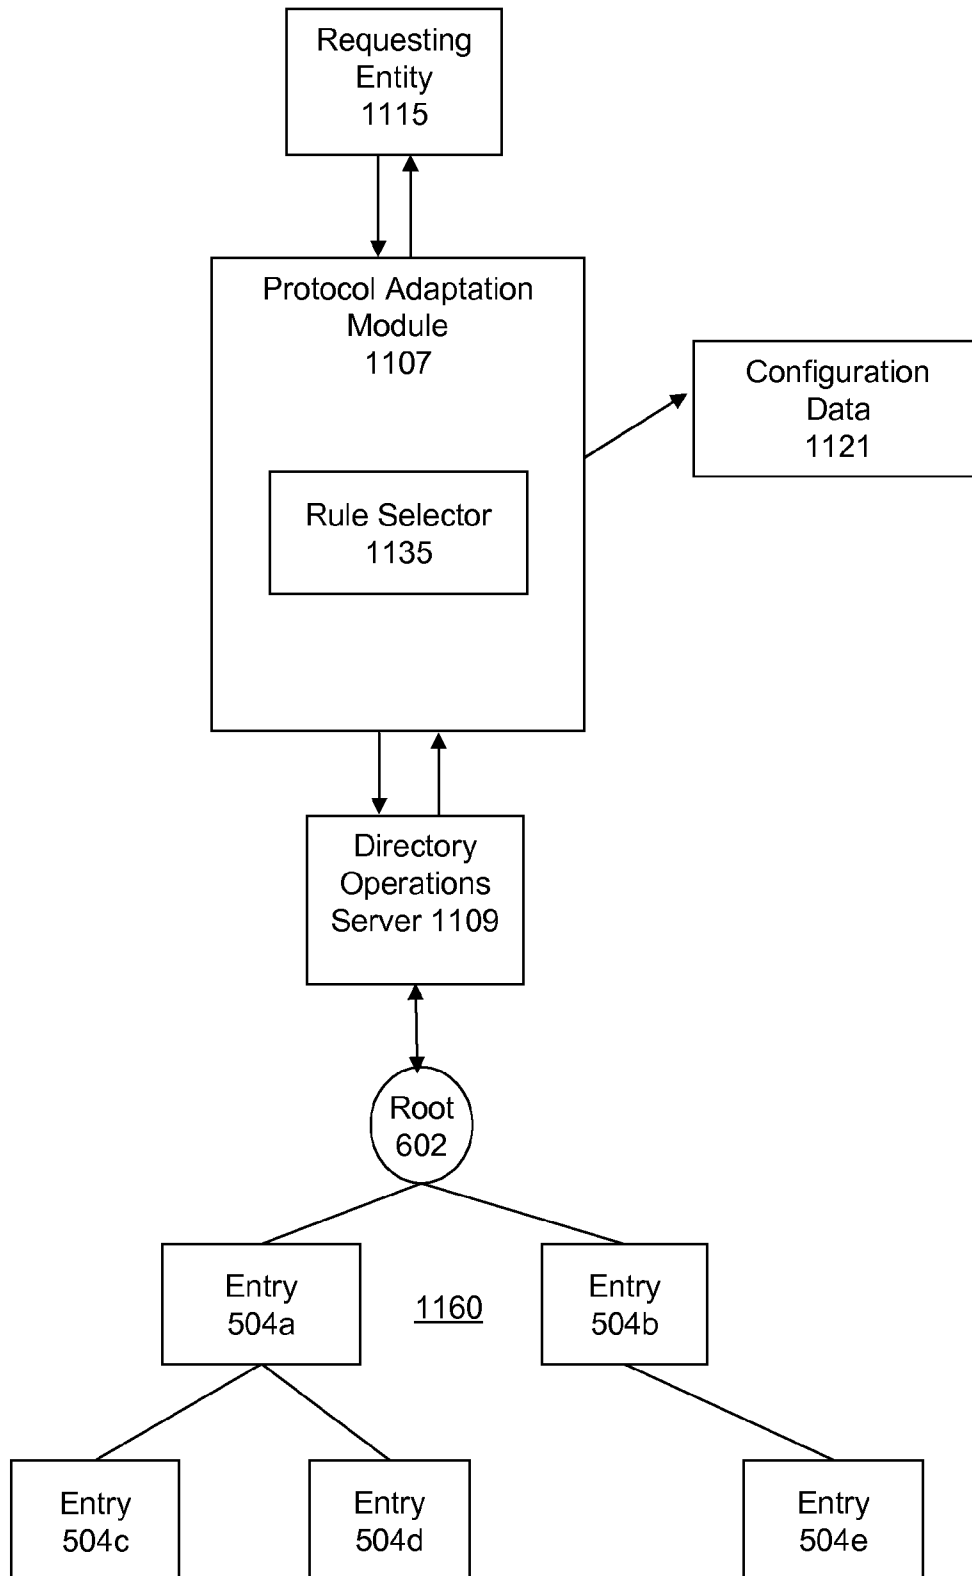 Requesting
Entity
1115
Protocol Adaptation
Module
1107
Configuration
Data
1121
Rule Selector
1135
Directory
Operations
Server 1109
Root
602
Entry
504a
1160
Entry
504b
Entry
504c
Entry
504d
Entry
504e